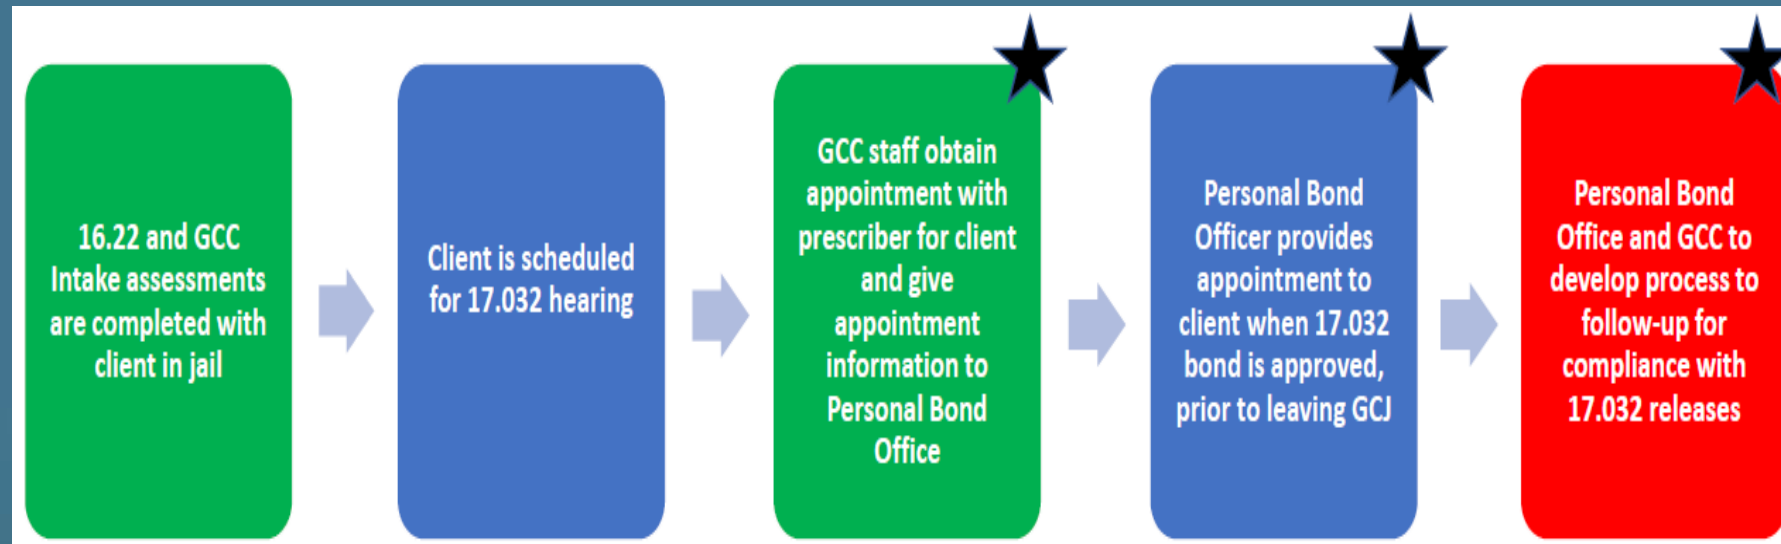 16.22 and GCC
Intake assessments
are completed with
client in jail
Client is scheduled
for 17.032 hearing
GCC staff obtain
appointment with
prescriber for client
and give
appointment
information to
Personal Bond
Office
Personal Bond
Officer provides
appointment to
client when 17.032
bond is approved,
prior to leaving GCJ
Personal Bond
Office and GCC to
develop process to
follow-up for
compliance with
17.032 releases